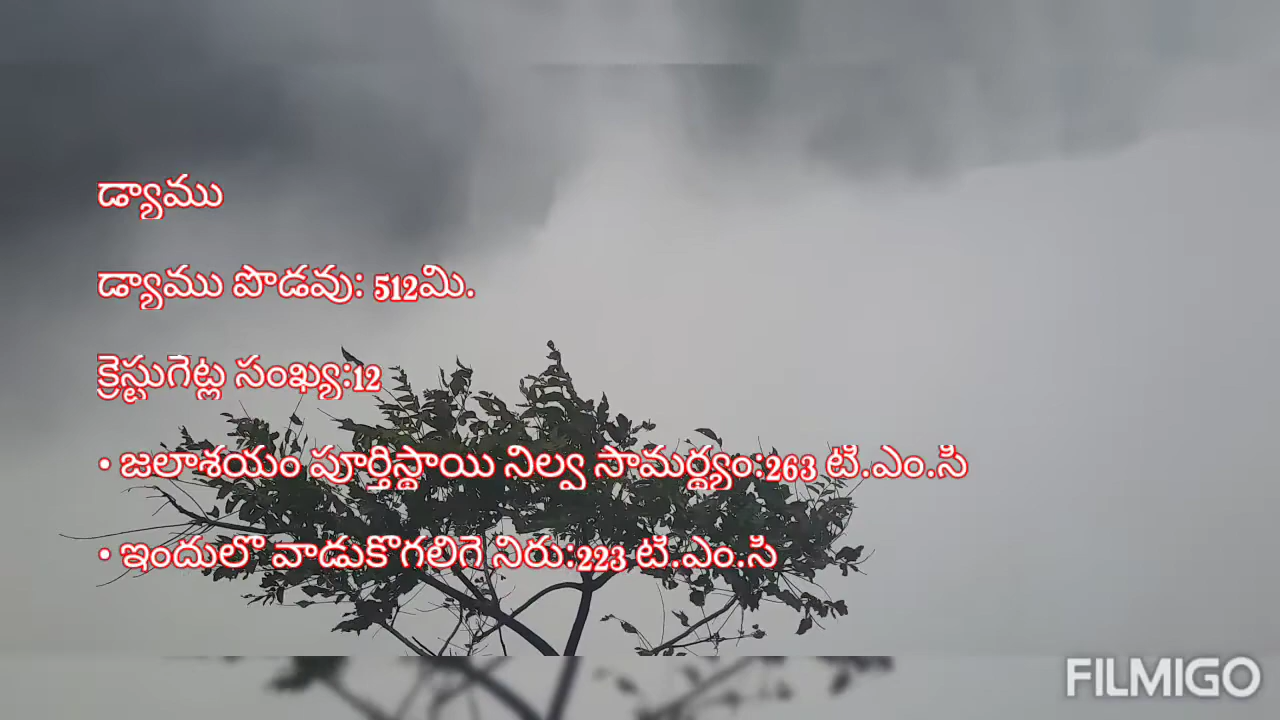 డ్యాము
డ్యాము పొడవు: 512మి.
క్రెస్టుగెట్ల సంఖ్య:12
• జలాశయం పూర్తిస్థాయి నిల్వ సామర్థ్యం:263 టి.ఎం.సి
• ఇందులొ వాడుకొగలిగె నిరు:223 టి.ఎం.సి
FILMIGO